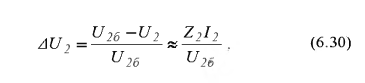 ΔU₂ = (U₂б − U₂) / U₂б ≈ Z₂I₂ / U₂б . (6.30)